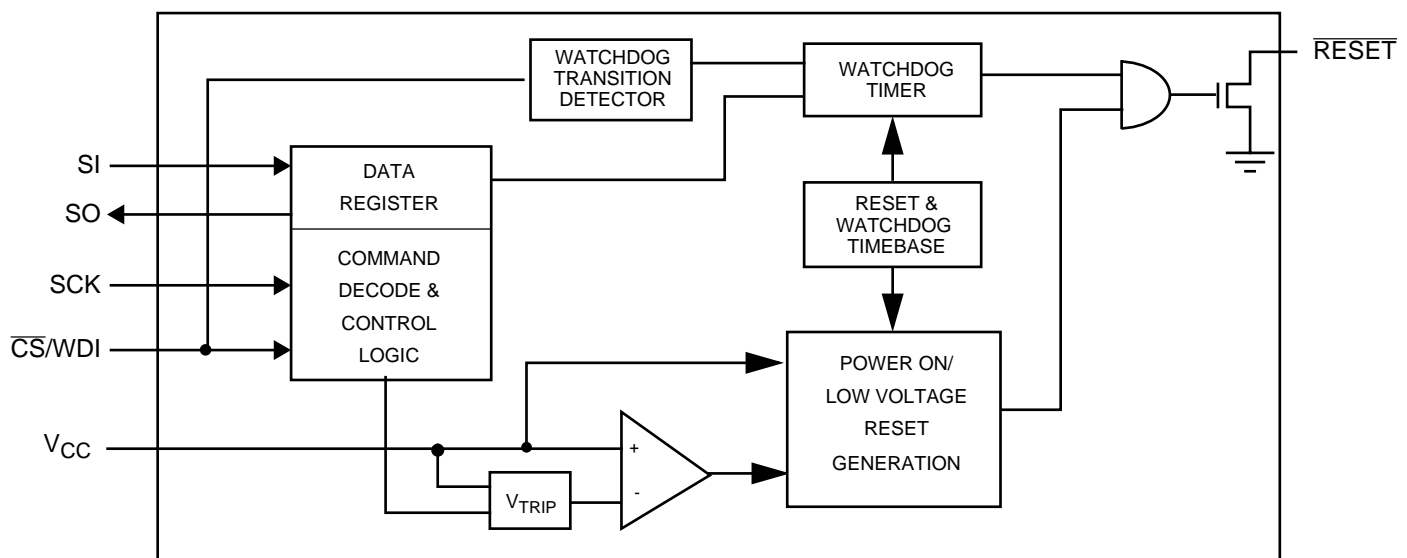 RESET
WATCHDOG
TRANSITION
DETECTOR
WATCHDOG
TIMER
SI
SO
SCK
CS/WDI
VCC
DATA
REGISTER
COMMAND
DECODE &
CONTROL
LOGIC
RESET &
WATCHDOG
TIMEBASE
POWER ON/
LOW VOLTAGE
RESET
GENERATION
+
-
VTRIP